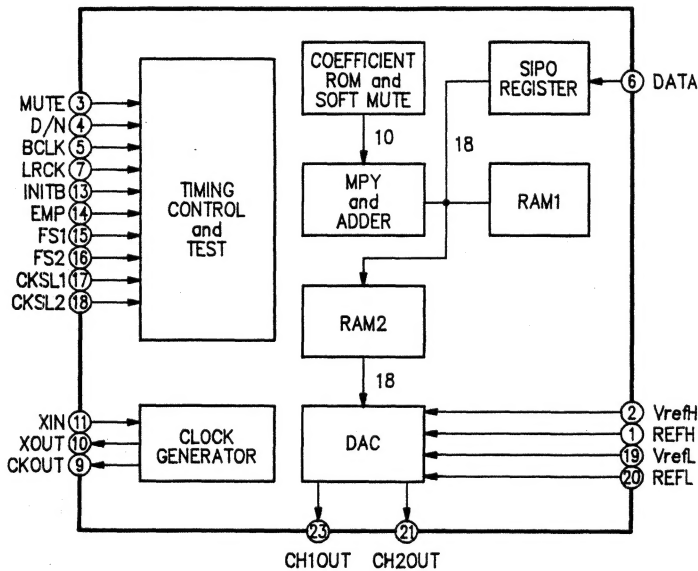 COEFFICIENT
ROM and
SOFT MUTE
SIPO
REGISTER
6 DATA
MUTE 3
D/N 4
BCLK 5
LRCK 7
INITB 13
EMP 14
FS1 15
FS2 16
CKSL1 17
CKSL2 18
TIMING
CONTROL
and
TEST
10
18
MPY
and
ADDER
RAM1
RAM2
18
XIN 11
XOUT 10
CKOUT 9
CLOCK
GENERATOR
DAC
2 VrefH
1 REFH
19 VrefL
20 REFL
23
21
CH1OUT
CH2OUT